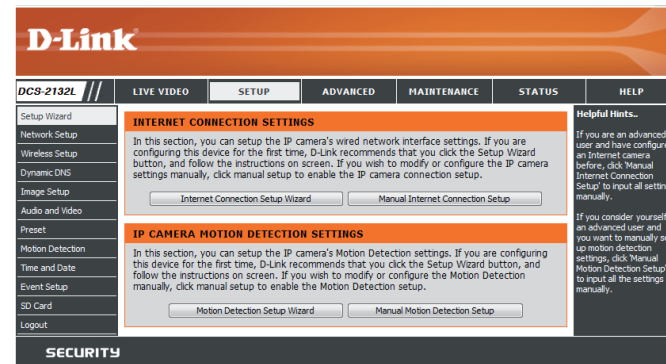 D-Link
DCS-2132L // LIVE VIDEO SETUP ADVANCED MAINTENANCE STATUS HELP
Setup Wizard
Network Setup
Wireless Setup
Dynamic DNS
Image Setup
Audio and Video
Preset
Motion Detection
Time and Date
Event Setup
SD Card
Logout
INTERNET CONNECTION SETTINGS
In this section, you can setup the IP camera's wired network interface settings. If you are
configuring this device for the first time, D-Link recommends that you click the Setup Wizard
button, and follow the instructions on screen. If you wish to modify or configure the IP camera
settings manually, click manual setup to enable the IP camera connection setup.
Internet Connection Setup Wizard Manual Internet Connection Setup
IP CAMERA MOTION DETECTION SETTINGS
In this section, you can setup the IP camera's Motion Detection settings. If you are configuring
this device for the first time, D-Link recommends that you click the Setup Wizard button, and
follow the instructions on screen. If you wish to modify or configure the Motion Detection
manually, click manual setup to enable the Motion Detection setup.
Motion Detection Setup Wizard Manual Motion Detection Setup
Helpful Hints..
If you are an advanced
user and have configure
an Internet camera
before, click 'Manual
Internet Connection
Setup' to input all settin
manually.
If you consider yourself
an advanced user and
you want to manually se
up motion detection
settings, click 'Manual
Motion Detection Setup'
to input all the settings
manually.
SECURITY